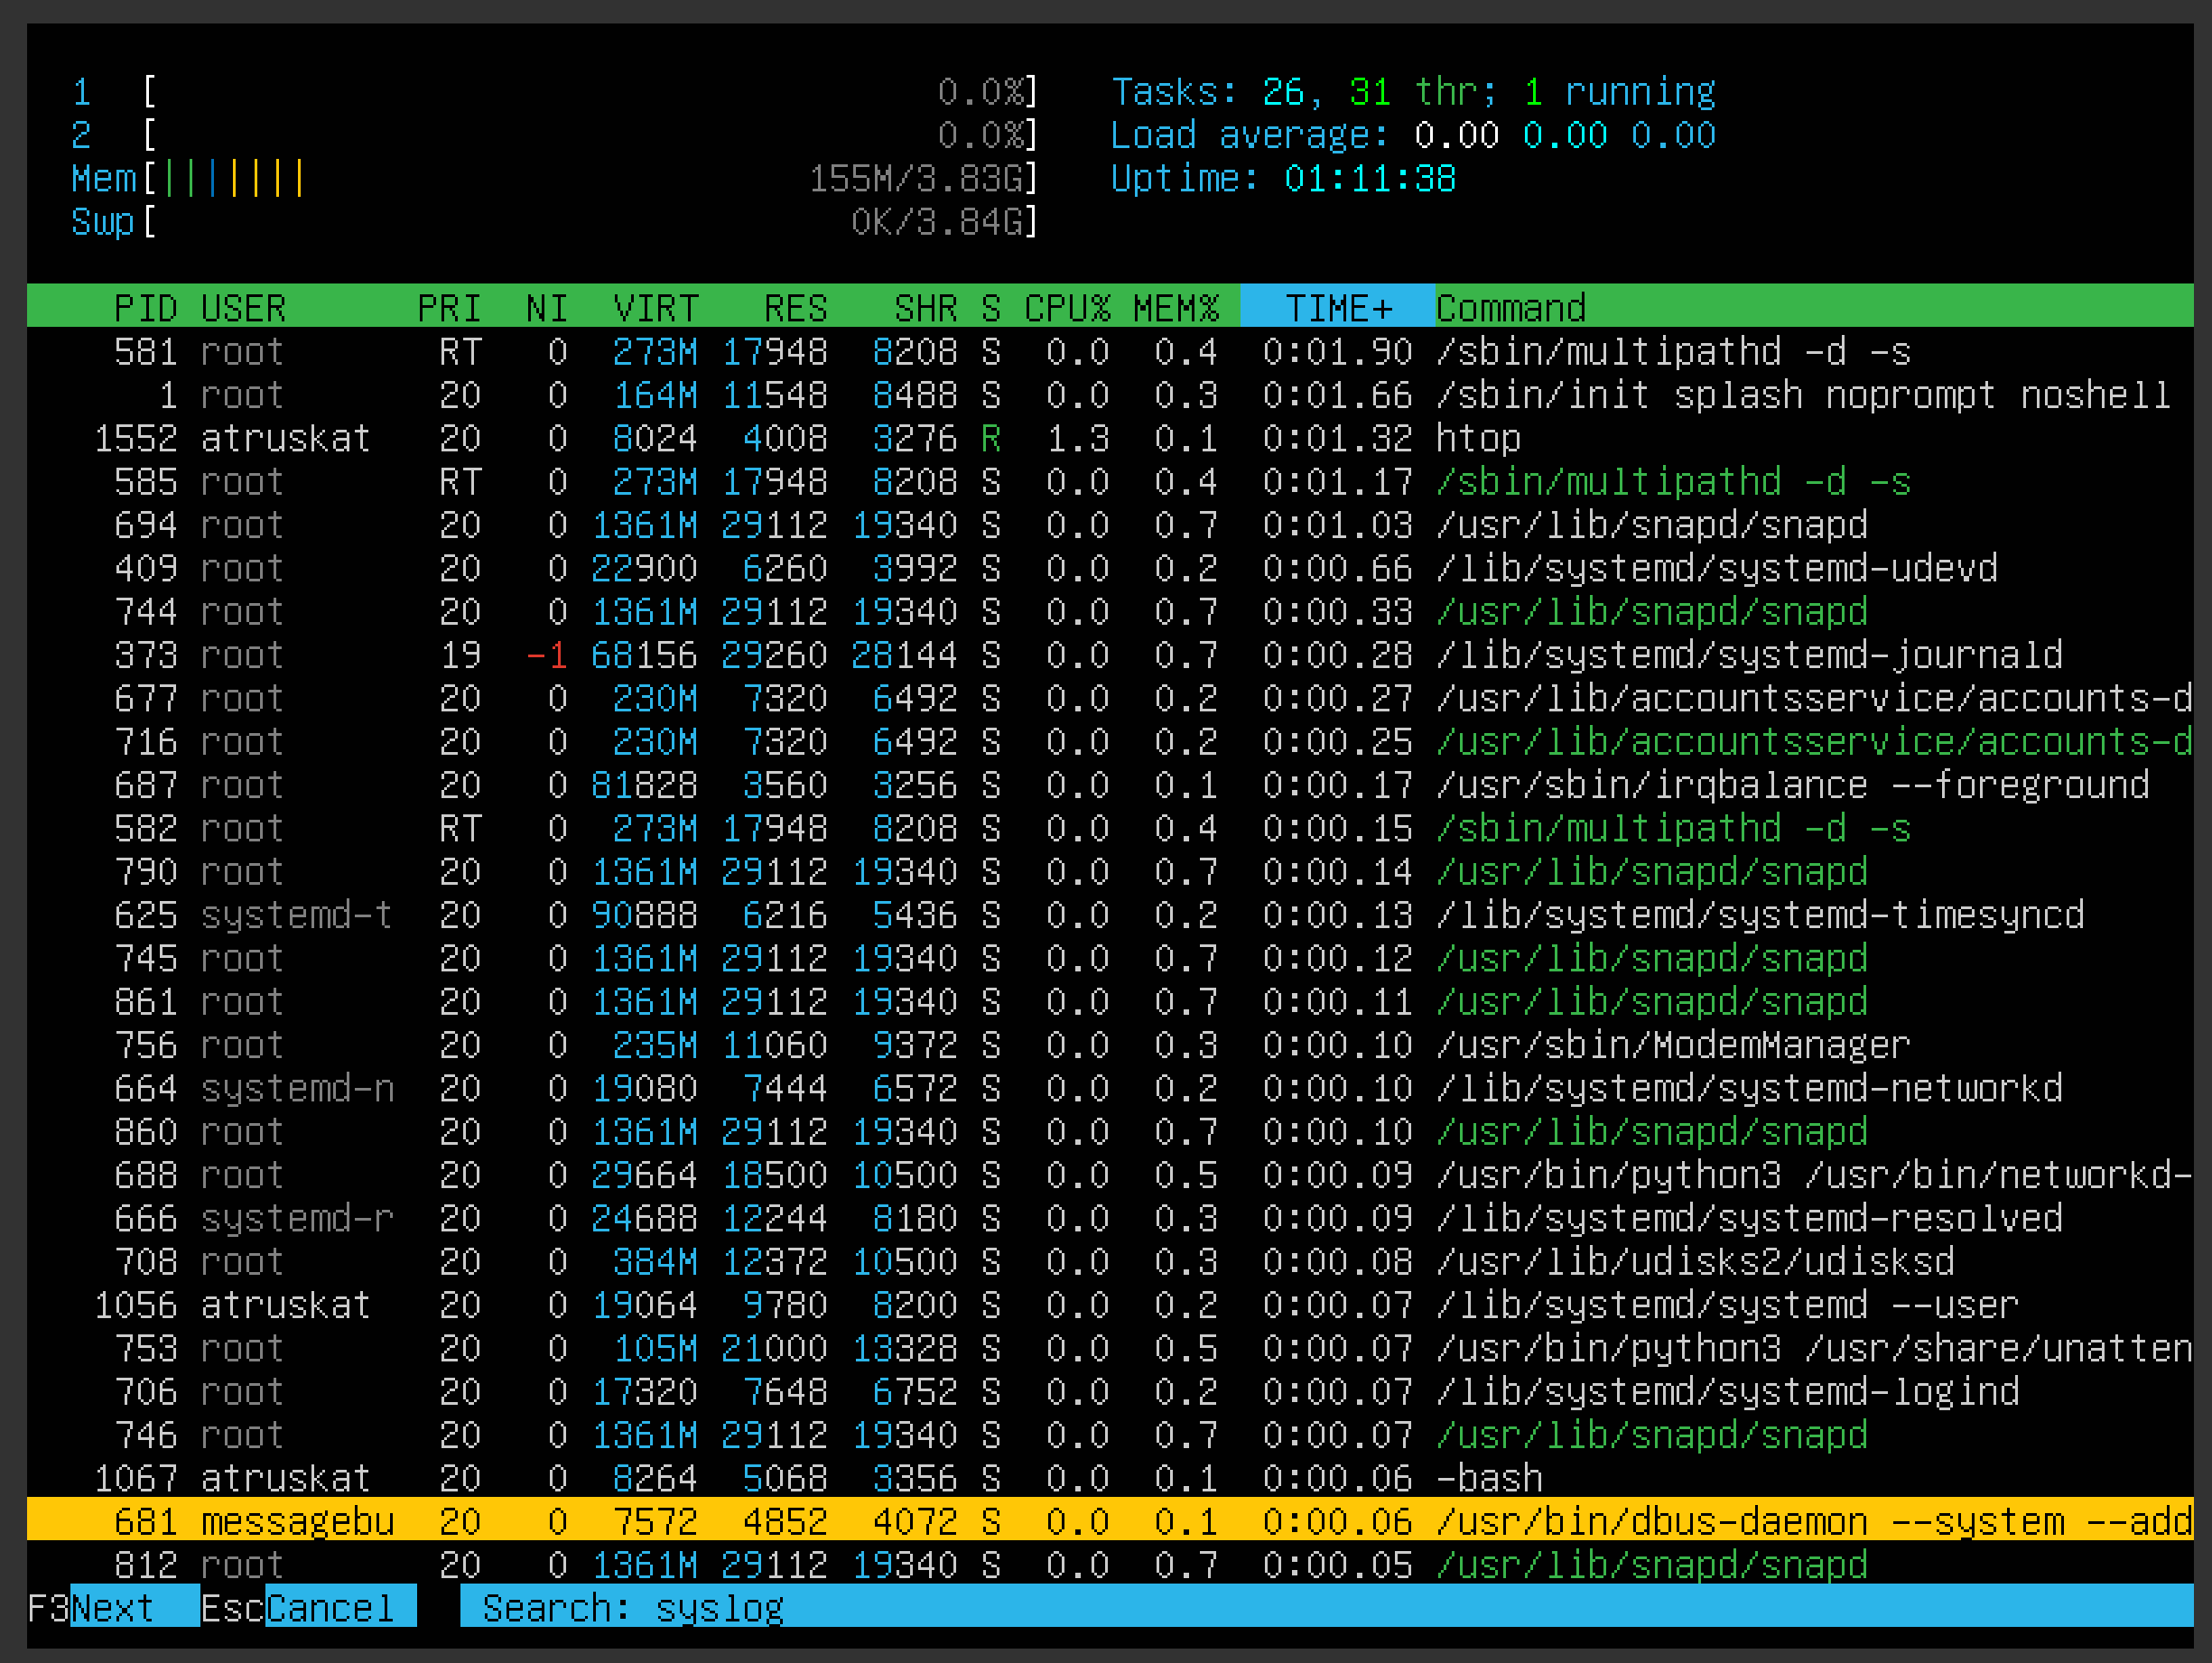 1 [ 0.0%] Tasks: 26, 31 thr; 1 running
2 [ 0.0%] Load average: 0.00 0.00 0.00
Mem[||||||| 155M/3.83G] Uptime: 01:11:38
Swp[ 0K/3.84G]
PID USER PRI NI VIRT RES SHR S CPU% MEM% TIME+ Command
581 root RT 0 273M 17948 8208 S 0.0 0.4 0:01.90 /sbin/multipathd -d -s
1 root 20 0 164M 11548 8488 S 0.0 0.3 0:01.66 /sbin/init splash noprompt noshell
1552 atruskat 20 0 8024 4008 3276 R 1.3 0.1 0:01.32 htop
585 root RT 0 273M 17948 8208 S 0.0 0.4 0:01.17 /sbin/multipathd -d -s
694 root 20 0 1361M 29112 19340 S 0.0 0.7 0:01.03 /usr/lib/snapd/snapd
409 root 20 0 22900 6260 3992 S 0.0 0.2 0:00.66 /lib/systemd/systemd-udevd
744 root 20 0 1361M 29112 19340 S 0.0 0.7 0:00.33 /usr/lib/snapd/snapd
373 root 19 -1 68156 29260 28144 S 0.0 0.7 0:00.28 /lib/systemd/systemd-journald
677 root 20 0 230M 7320 6492 S 0.0 0.2 0:00.27 /usr/lib/accountsservice/accounts-d
716 root 20 0 230M 7320 6492 S 0.0 0.2 0:00.25 /usr/lib/accountsservice/accounts-d
687 root 20 0 81828 3560 3256 S 0.0 0.1 0:00.17 /usr/sbin/irqbalance --foreground
582 root RT 0 273M 17948 8208 S 0.0 0.4 0:00.15 /sbin/multipathd -d -s
790 root 20 0 1361M 29112 19340 S 0.0 0.7 0:00.14 /usr/lib/snapd/snapd
625 systemd-t 20 0 90888 6216 5436 S 0.0 0.2 0:00.13 /lib/systemd/systemd-timesyncd
745 root 20 0 1361M 29112 19340 S 0.0 0.7 0:00.12 /usr/lib/snapd/snapd
861 root 20 0 1361M 29112 19340 S 0.0 0.7 0:00.11 /usr/lib/snapd/snapd
756 root 20 0 235M 11060 9372 S 0.0 0.3 0:00.10 /usr/sbin/ModemManager
664 systemd-n 20 0 19080 7444 6572 S 0.0 0.2 0:00.10 /lib/systemd/systemd-networkd
860 root 20 0 1361M 29112 19340 S 0.0 0.7 0:00.10 /usr/lib/snapd/snapd
688 root 20 0 29664 18500 10500 S 0.0 0.5 0:00.09 /usr/bin/python3 /usr/bin/networkd-
666 systemd-r 20 0 24688 12244 8180 S 0.0 0.3 0:00.09 /lib/systemd/systemd-resolved
708 root 20 0 384M 12372 10500 S 0.0 0.3 0:00.08 /usr/lib/udisks2/udisksd
1056 atruskat 20 0 19064 9780 8200 S 0.0 0.2 0:00.07 /lib/systemd/systemd --user
753 root 20 0 105M 21000 13328 S 0.0 0.5 0:00.07 /usr/bin/python3 /usr/share/unatten
706 root 20 0 17320 7648 6752 S 0.0 0.2 0:00.07 /lib/systemd/systemd-logind
746 root 20 0 1361M 29112 19340 S 0.0 0.7 0:00.07 /usr/lib/snapd/snapd
1067 atruskat 20 0 8264 5068 3356 S 0.0 0.1 0:00.06 -bash
681 messagebu 20 0 7572 4852 4072 S 0.0 0.1 0:00.06 /usr/bin/dbus-daemon --system --add
812 root 20 0 1361M 29112 19340 S 0.0 0.7 0:00.05 /usr/lib/snapd/snapd
F3Next EscCancel Search: syslog